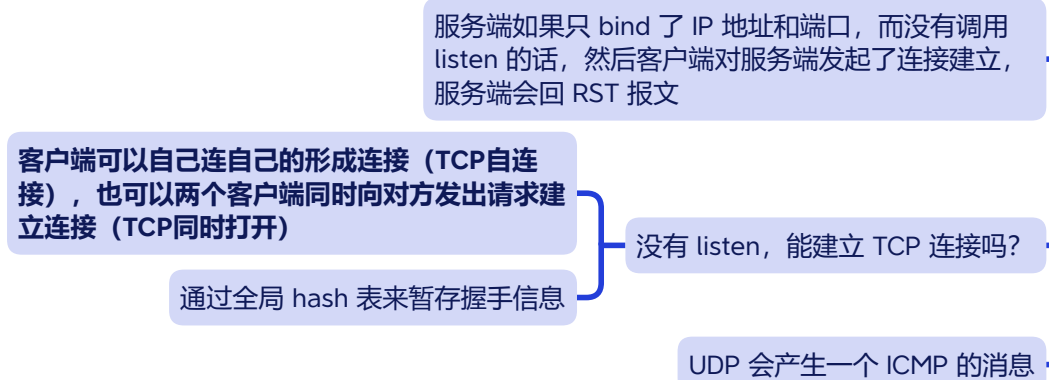 服务端如果只 bind 了 IP 地址和端口，而没有调用
listen 的话，然后客户端对服务端发起了连接建立，
服务端会回 RST 报文
客户端可以自己连自己的形成连接（TCP自连
接），也可以两个客户端同时向对方发出请求建
立连接（TCP同时打开）
没有 listen，能建立 TCP 连接吗？
通过全局 hash 表来暂存握手信息
UDP 会产生一个 ICMP 的消息